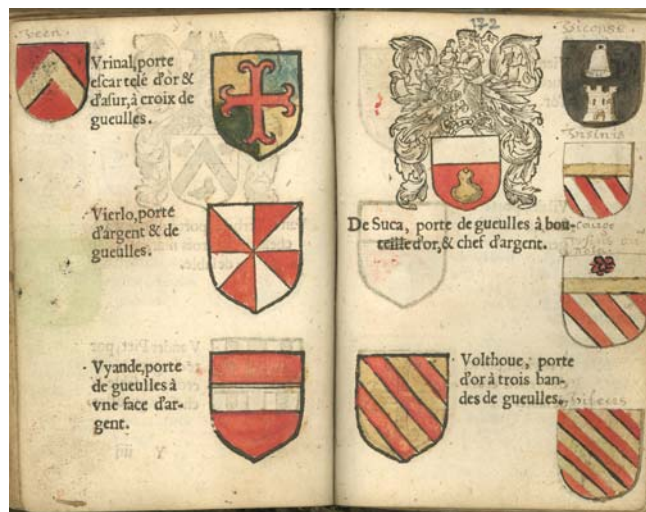 Vrinal, porte
escartelé d'or &
d'asur, à croix de
gueulles.
Vierlo, porte
d'argent & de
gueulles.
Vyande, porte
de gueulles à
vne face d'ar-
gent.
172
De Suca, porte de gueulles à bou-
teille d'or, & chef d'argent.
Volthoue, porte
d'or à trois ban-
des de gueulles.
Ursinis